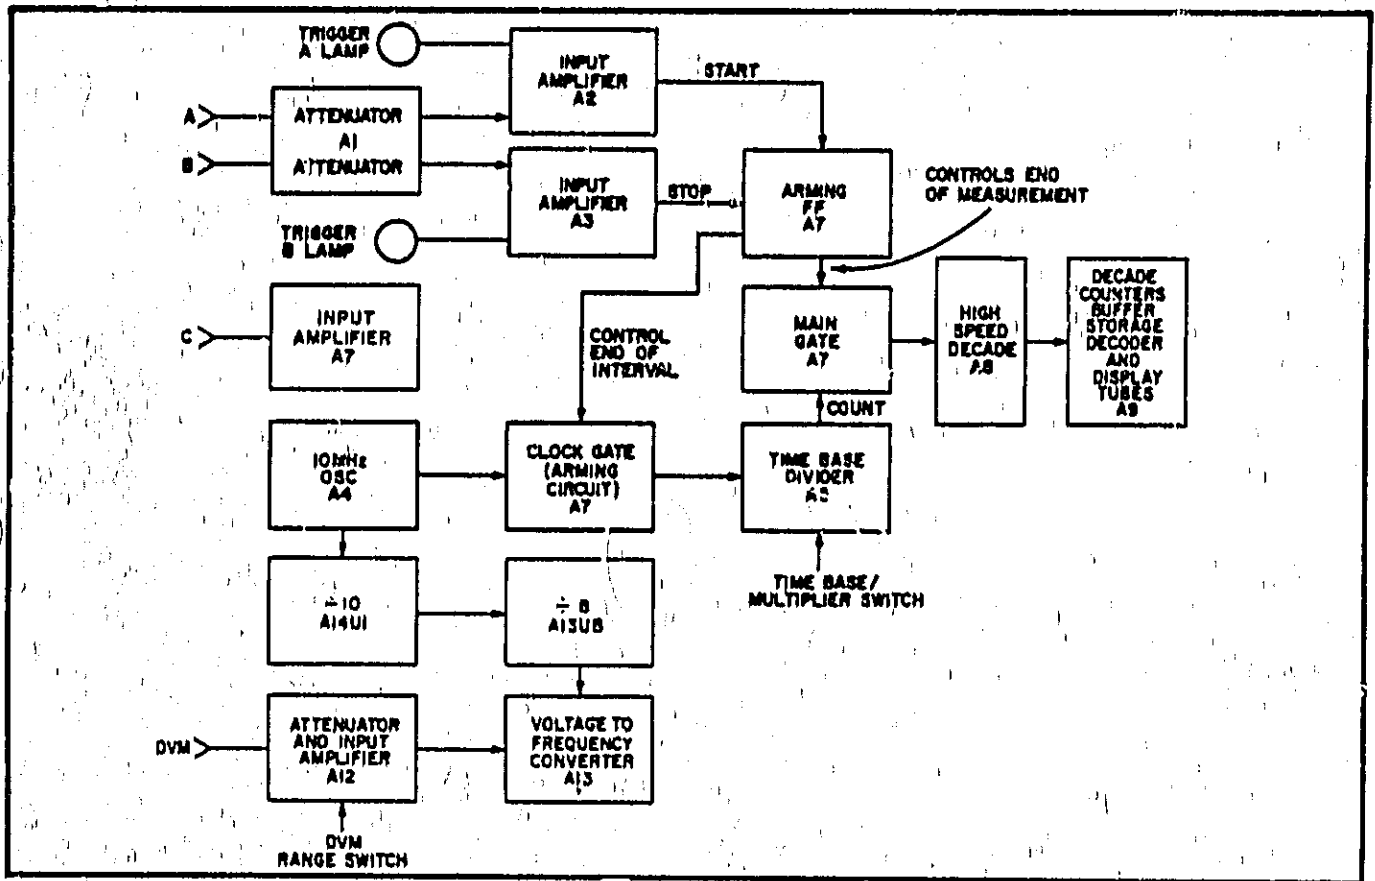 TRIGGER
A LAMP
INPUT
AMPLIFIER
A2
START
A
ATTENUATOR
A1
B
ATTENUATOR
INPUT
AMPLIFIER
A3
STOP
ARMING
FF
A7
CONTROLS END
OF MEASUREMENT
TRIGGER
B LAMP
C
INPUT
AMPLIFIER
A7
CONTROL
END OF
INTERVAL
MAIN
GATE
A7
HIGH
SPEED
DECADE
A8
DECADE
COUNTERS
BUFFER
STORAGE
DECODER
AND
DISPLAY
TUBES
A9
COUNT
10MHz
OSC
A4
CLOCK GATE
(ARMING
CIRCUIT)
A7
TIME BASE
DIVIDER
TIME BASE/
MULTIPLIER SWITCH
÷10
A14U1
÷ 8
A13U8
DVM
ATTENUATOR
AND INPUT
AMPLIFIER
A12
VOLTAGE TO
FREQUENCY
CONVERTER
A13
DVM
RANGE SWITCH